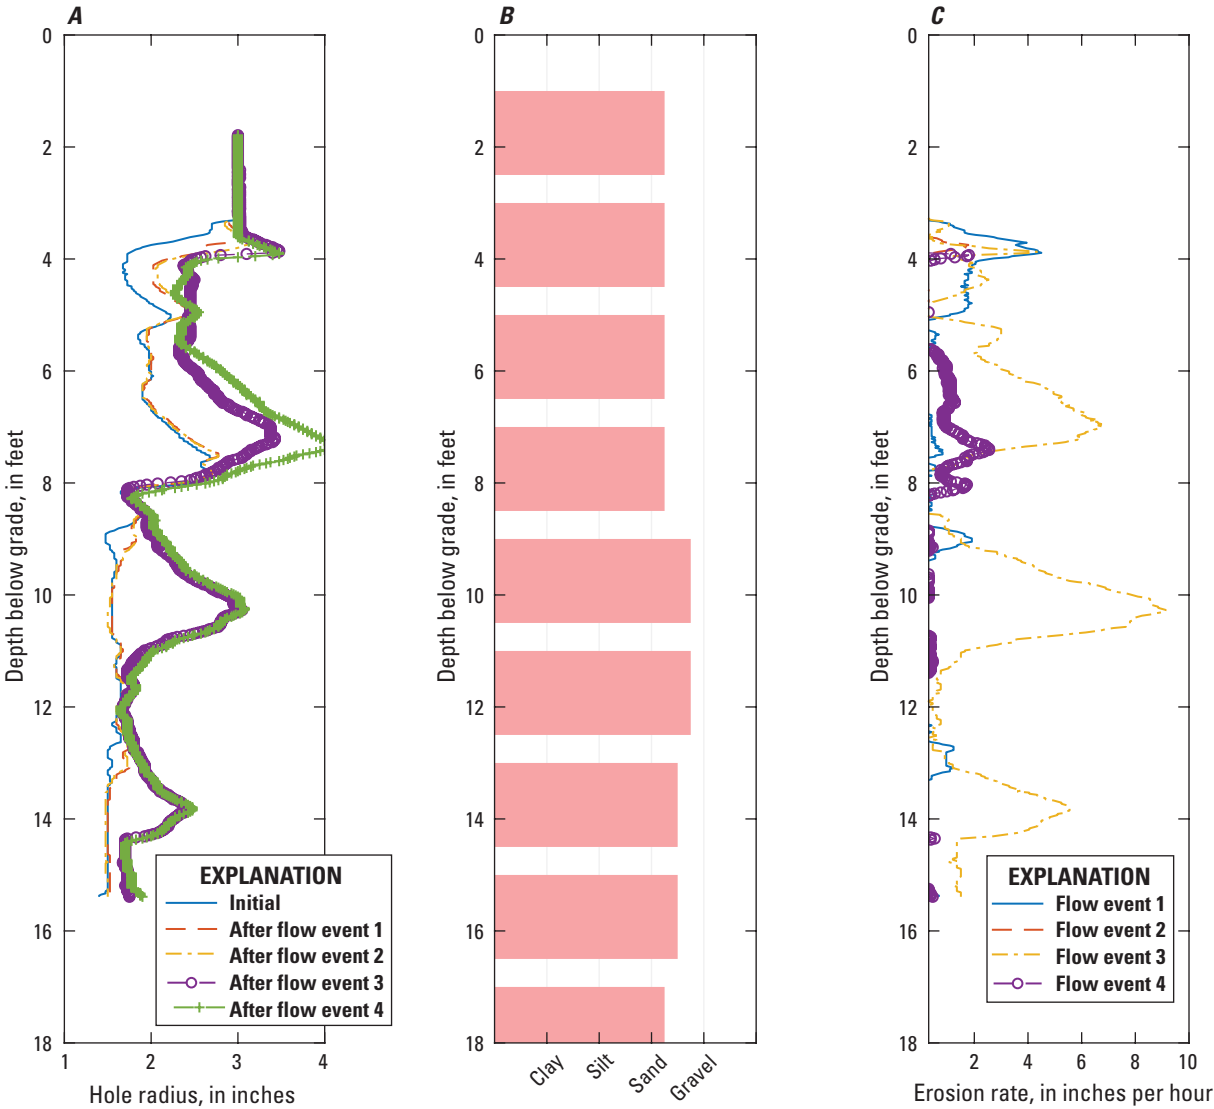 A
0
2
4
6
8
10
12
14
16
18
1
2
3
4
Depth below grade, in feet
Hole radius, in inches
EXPLANATION
Initial
After flow event 1
After flow event 2
After flow event 3
After flow event 4
B
0
2
4
6
8
10
12
14
16
18
Depth below grade, in feet
Clay
Silt
Sand
Gravel
C
0
2
4
6
8
10
12
14
16
18
2
4
6
8
10
Depth below grade, in feet
Erosion rate, in inches per hour
EXPLANATION
Flow event 1
Flow event 2
Flow event 3
Flow event 4